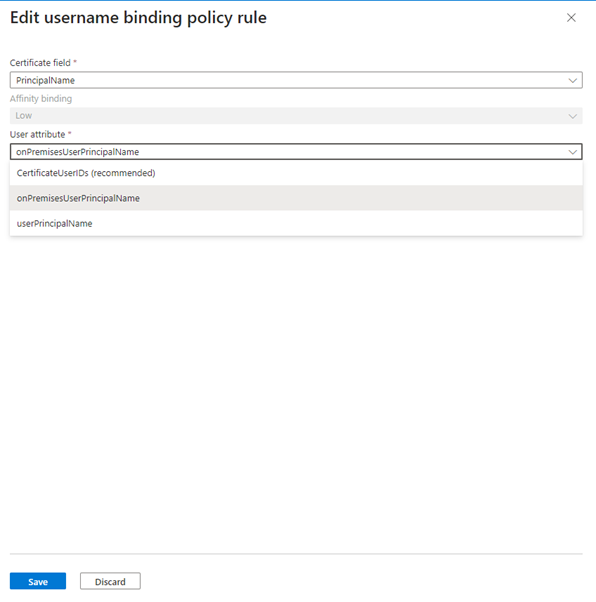 Edit username binding policy rule
Certificate field *
PrincipalName
Affinity binding
Low
User attribute *
onPremisesUserPrincipalName
CertificateUserIDs (recommended)
onPremisesUserPrincipalName
userPrincipalName
Save Discard